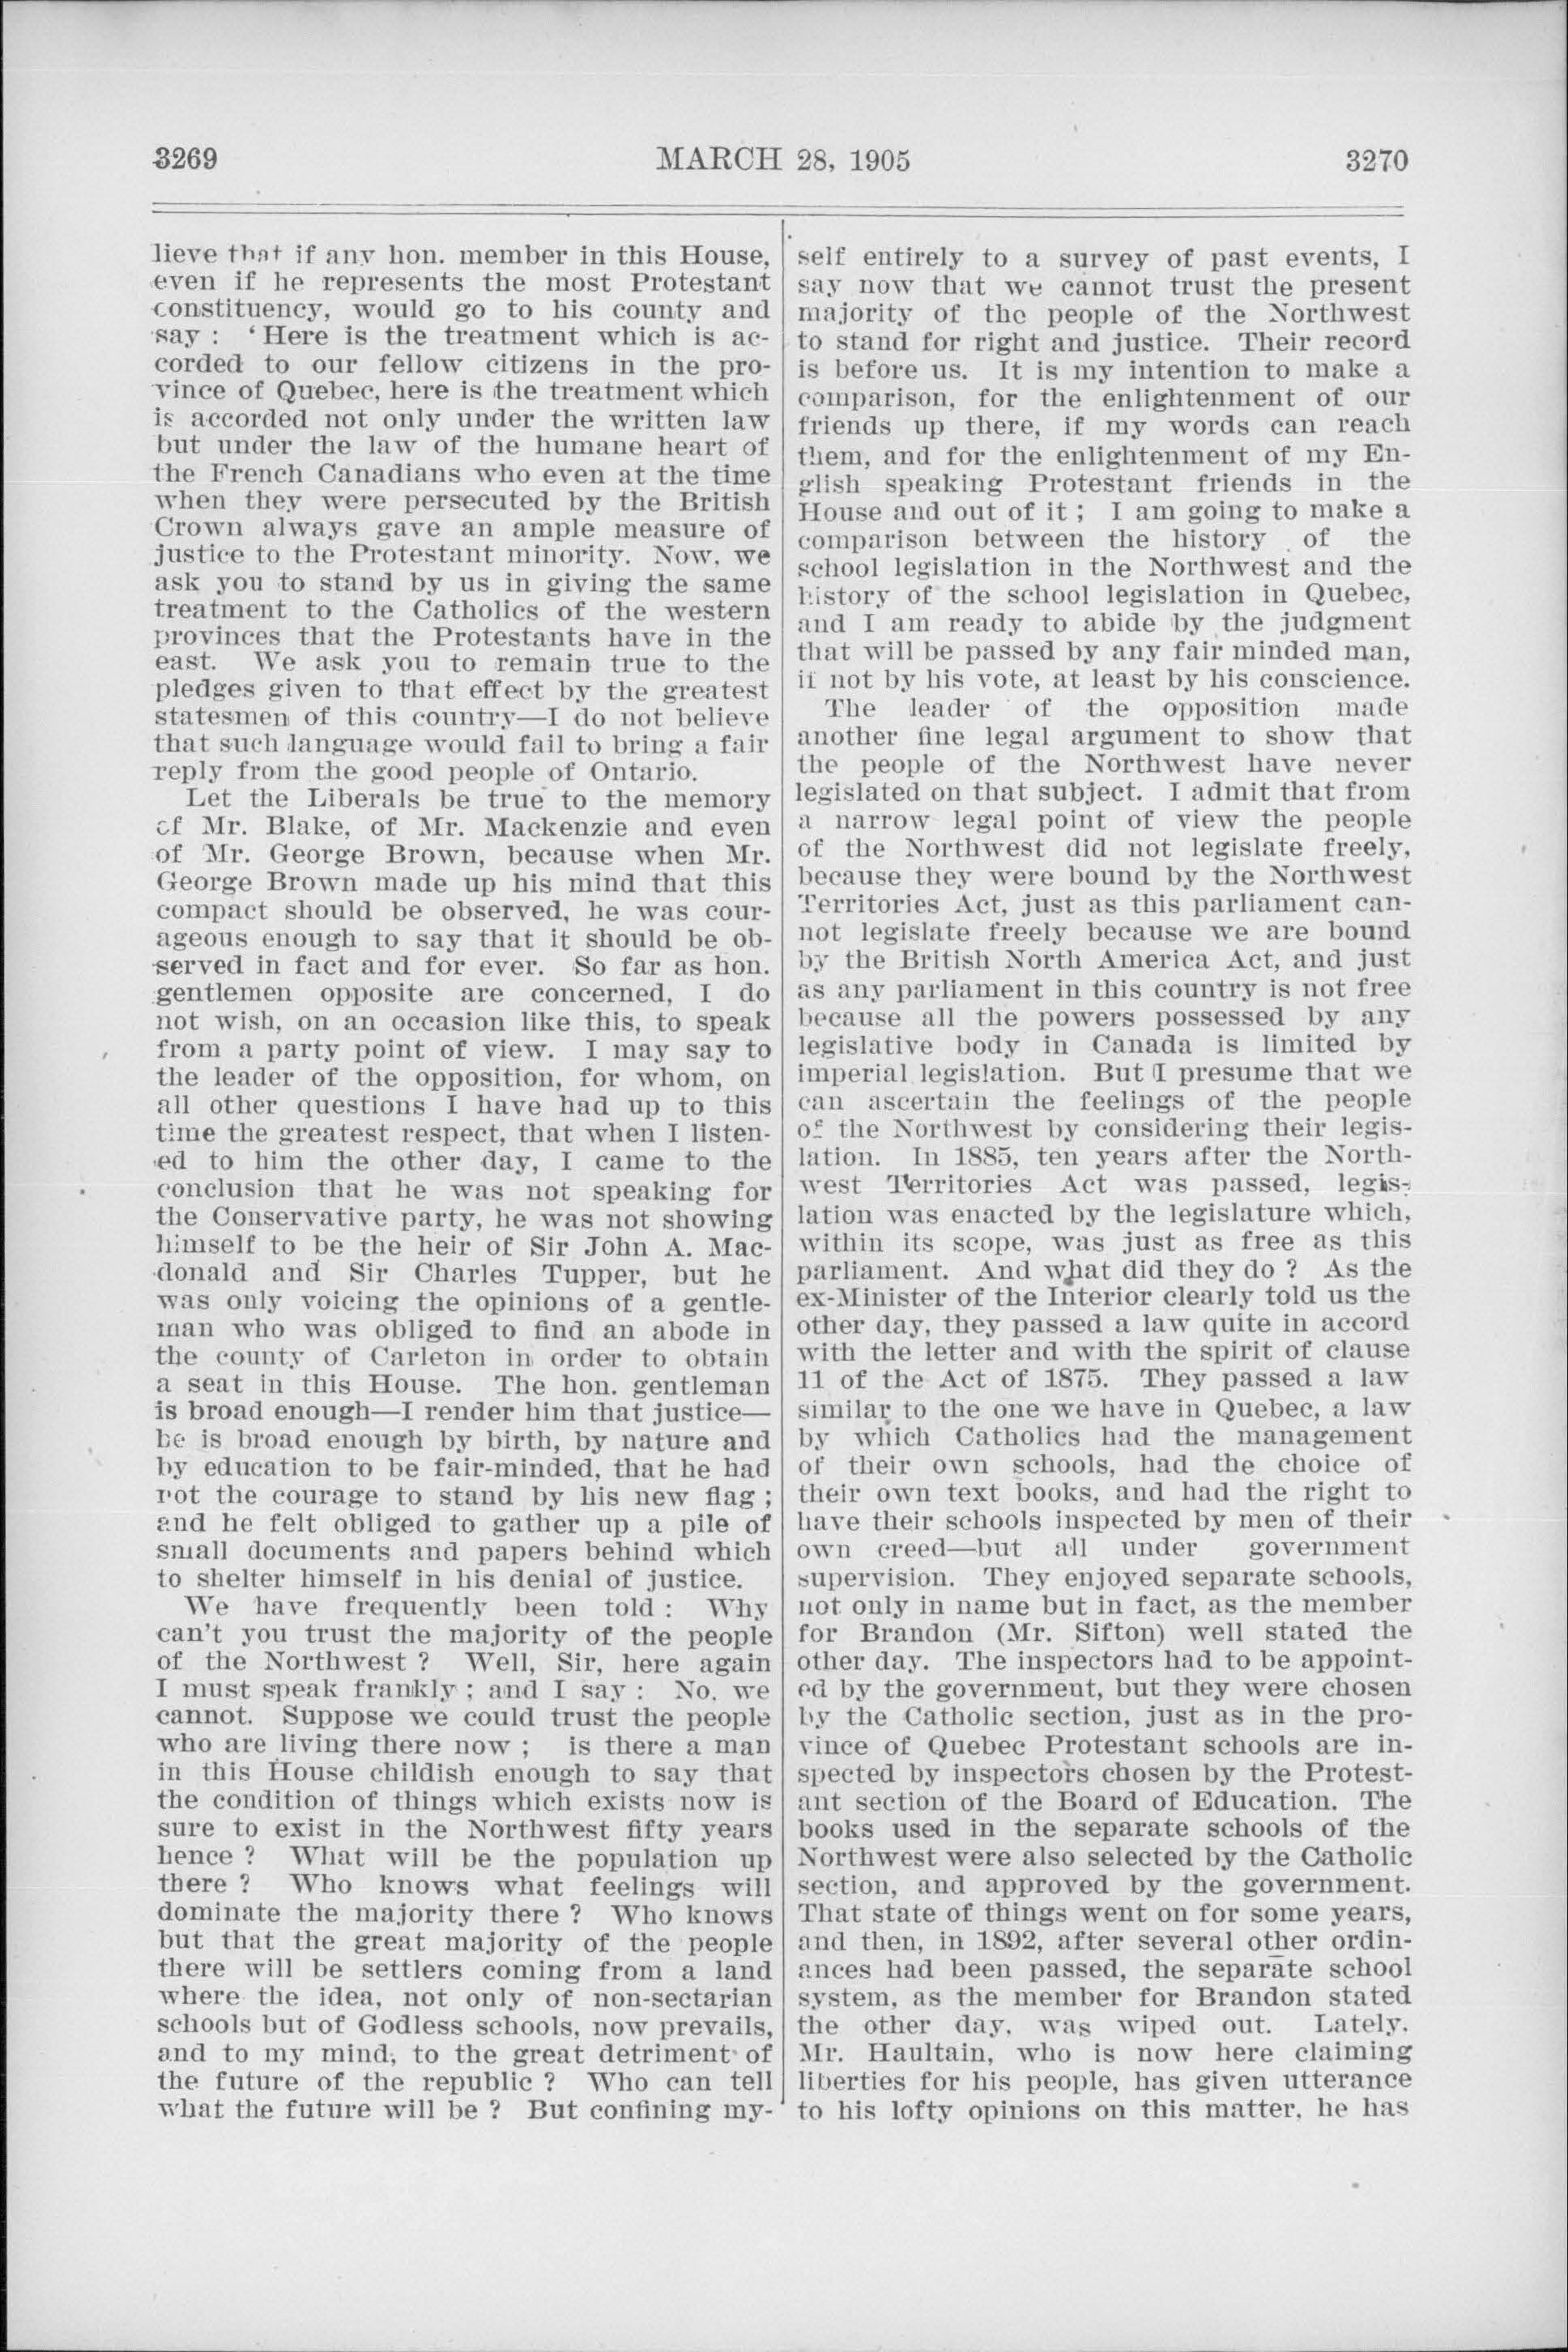 3269
MARCH 28, 1905
3270
lieve that if any hon. member in this House,
even if he represents the most Protestant
constituency, would go to his county and
say : ‘ Here is the treatment which is ac-
corded to our fellow citizens in the pro-
vince of Quebec, here is the treatment which
is accorded not only under the written law
but under the law of the humane heart of
the French Canadians who even at the time
when they were persecuted by the British
Crown always gave an ample measure of
justice to the Protestant minority. Now, we
ask you to stand by us in giving the same
treatment to the Catholics of the western
provinces that the Protestants have in the
east. We ask you to remain true to the
pledges given to that effect by the greatest
statesmen of this country—I do not believe
that such language would fail to bring a fair
reply from the good people of Ontario.
Let the Liberals be true to the memory
of Mr. Blake, of Mr. Mackenzie and even
of Mr. George Brown, because when Mr.
George Brown made up his mind that this
compact should be observed, he was cour-
ageous enough to say that it should be ob-
served in fact and for ever. So far as hon.
gentlemen opposite are concerned, I do
not wish, on an occasion like this, to speak
from a party point of view. I may say to
the leader of the opposition, for whom, on
all other questions I have had up to this
time the greatest respect, that when I listen-
ed to him the other day, I came to the
conclusion that he was not speaking for
the Conservative party, he was not showing
himself to be the heir of Sir John A. Mac-
donald and Sir Charles Tupper, but he
was only voicing the opinions of a gentle-
man who was obliged to find an abode in
the county of Carleton in order to obtain
a seat in this House. The hon. gentleman
is broad enough—I render him that justice—
he is broad enough by birth, by nature and
by education to be fair-minded, that he had
not the courage to stand by his new flag ;
and he felt obliged to gather up a pile of
small documents and papers behind which
to shelter himself in his denial of justice.
We have frequently been told : Why
can't you trust the majority of the people
of the Northwest ? Well, Sir, here again
I must speak frankly ; and I say : No, we
cannot. Suppose we could trust the people
who are living there now ; is there a man
in this House childish enough to say that
the condition of things which exists now is
sure to exist in the Northwest fifty years
hence ? What will be the population up
there ? Who knows what feelings will
dominate the majority there ? Who knows
but that the great majority of the people
there will be settlers coming from a land
where the idea, not only of non-sectarian
schools but of Godless schools, now prevails,
and to my mind, to the great detriment of
the future of the republic ? Who can tell
what the future will be ? But confining my-
self entirely to a survey of past events, I
say now that we cannot trust the present
majority of the people of the Northwest
to stand for right and justice. Their record
is before us. It is my intention to make a
comparison, for the enlightenment of our
friends up there, if my words can reach
them, and for the enlightenment of my En-
glish speaking Protestant friends in the
House and out of it ; I am going to make a
comparison between the history of the
school legislation in the Northwest and the
history of the school legislation in Quebec,
and I am ready to abide by the judgment
that will be passed by any fair minded man,
if not by his vote, at least by his conscience.
The leader of the opposition made
another fine legal argument to show that
the people of the Northwest have never
legislated on that subject. I admit that from
a narrow legal point of view the people
of the Northwest did not legislate freely,
because they were bound by the Northwest
Territories Act, just as this parliament can-
not legislate freely because we are bound
by the British North America Act, and just
as any parliament in this country is not free
because all the powers possessed by any
legislative body in Canada is limited by
imperial legislation. But I presume that we
can ascertain the feelings of the people
of the Northwest by considering their legis-
lation. In 1885, ten years after the North-
west Territories Act was passed, legis-
lation was enacted by the legislature which,
within its scope, was just as free as this
parliament. And what did they do ? As the
ex-Minister of the Interior clearly told us the
other day, they passed a law quite in accord
with the letter and with the spirit of clause
11 of the Act of 1875. They passed a law
similar to the one we have in Quebec, a law
by which Catholics had the management
of their own schools, had the choice of
their own text books, and had the right to
have their schools inspected by men of their
own creed—but all under government
supervision. They enjoyed separate schools,
not only in name but in fact, as the member
for Brandon (Mr. Sifton) well stated the
other day. The inspectors had to be appoint-
ed by the government, but they were chosen
by the Catholic section, just as in the pro-
vince of Quebec Protestant schools are in-
spected by inspectors chosen by the Protest-
ant section of the Board of Education. The
books used in the separate schools of the
Northwest were also selected by the Catholic
section, and approved by the government.
That state of things went on for some years,
and then, in 1892, after several other ordin-
ances had been passed, the separate school
system, as the member for Brandon stated
the other day, was wiped out. Lately,
Mr. Haultain, who is now here claiming
liberties for his people, has given utterance
to his lofty opinions on this matter, he has